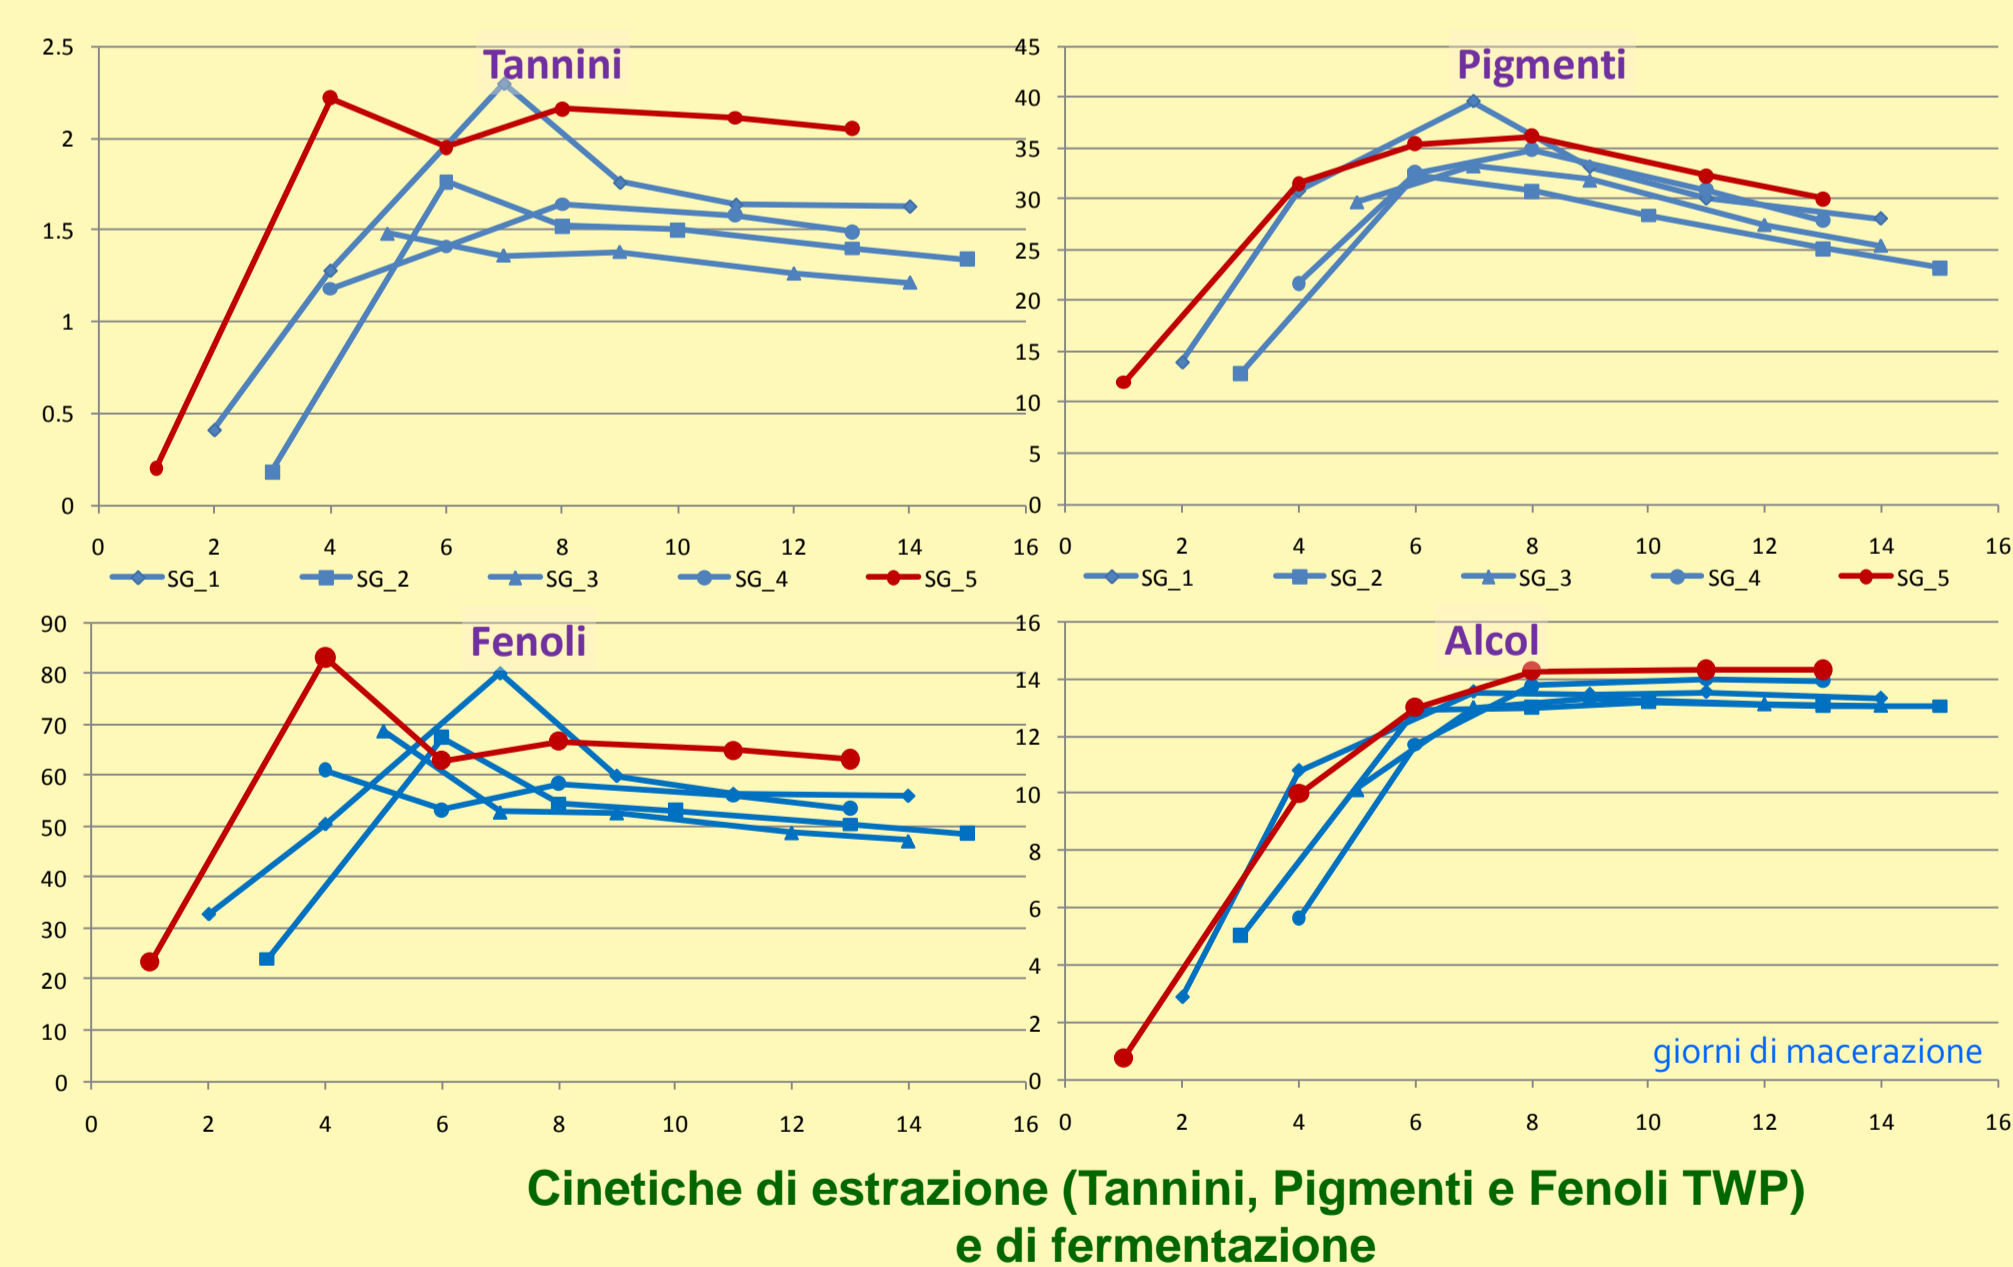 Tannini
2.5
2
1.5
1
0.5
0
0 2 4 6 8 10 12 14 16
SG_1 SG_2 SG_3 SG_4 SG_5
Pigmenti
45
40
35
30
25
20
15
10
5
0
0 2 4 6 8 10 12 14 16
SG_1 SG_2 SG_3 SG_4 SG_5
Fenoli
90
80
70
60
50
40
30
20
10
0
0 2 4 6 8 10 12 14 16
Alcol
16
14
12
10
8
6
4
2
0
giorni di macerazione
0 2 4 6 8 10 12 14 16
Cinetiche di estrazione (Tannini, Pigmenti e Fenoli TWP)
e di fermentazione